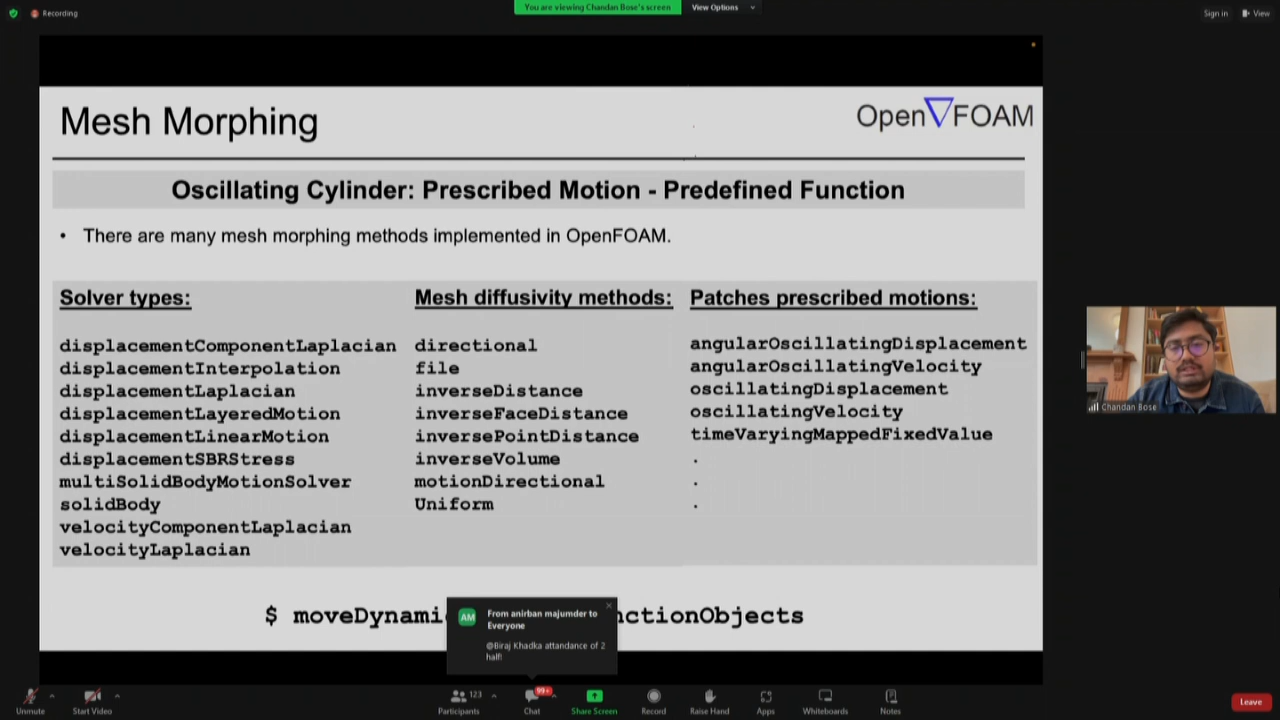 Recording
You are viewing Chandan Bose's screen
View Options
Sign in
View
Mesh Morphing
Open FOAM
Oscillating Cylinder: Prescribed Motion - Predefined Function
• There are many mesh morphing methods implemented in OpenFOAM.
Solver types:
displacementComponentLaplacian
displacementInterpolation
displacementLaplacian
displacementLayeredMotion
displacementLinearMotion
displacementSBRStress
multiSolidBodyMotionSolver
solidBody
velocityComponentLaplacian
velocityLaplacian
Mesh diffusivity methods:
directional
file
inverseDistance
inverseFaceDistance
inversePointDistance
inverseVolume
motionDirectional
Uniform
Patches prescribed motions:
angularOscillatingDisplacement
angularOscillatingVelocity
oscillatingDisplacement
oscillatingVelocity
timeVaryingMappedFixedValue
.
.
.
$ moveDynami nctionObjects
AM
From anirban majumder to
Everyone
@Biraj Khadka attandance of 2
half!
Chandan Bose
Unmute
Start Video
123
Participants
99+
Chat
Share Screen
Record
Raise Hand
Apps
Whiteboards
Notes
Leave